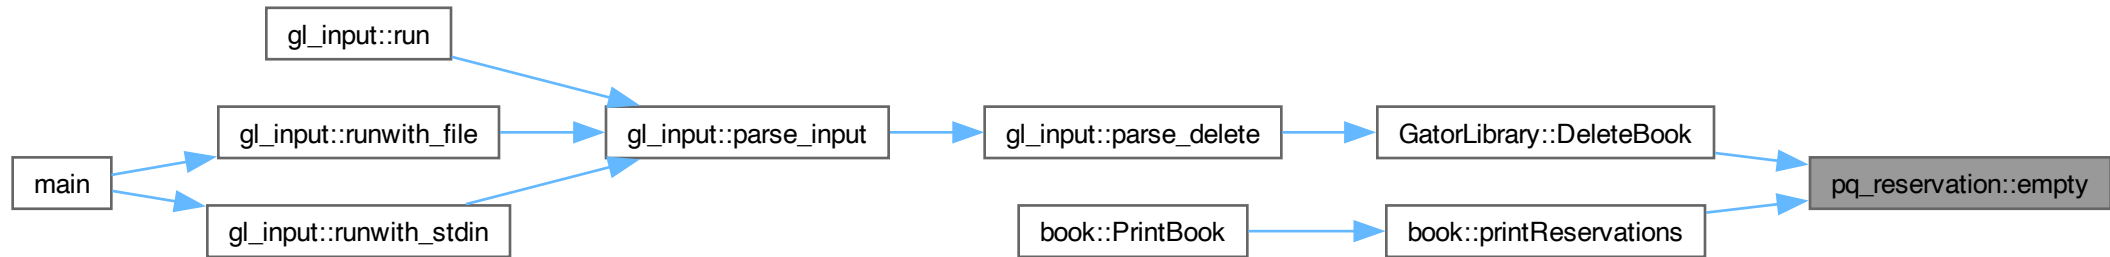 gl_input::run
gl_input::runwith_file
gl_input::parse_input
gl_input::parse_delete
GatorLibrary::DeleteBook
main
pq_reservation::empty
gl_input::runwith_stdin
book::PrintBook
book::printReservations